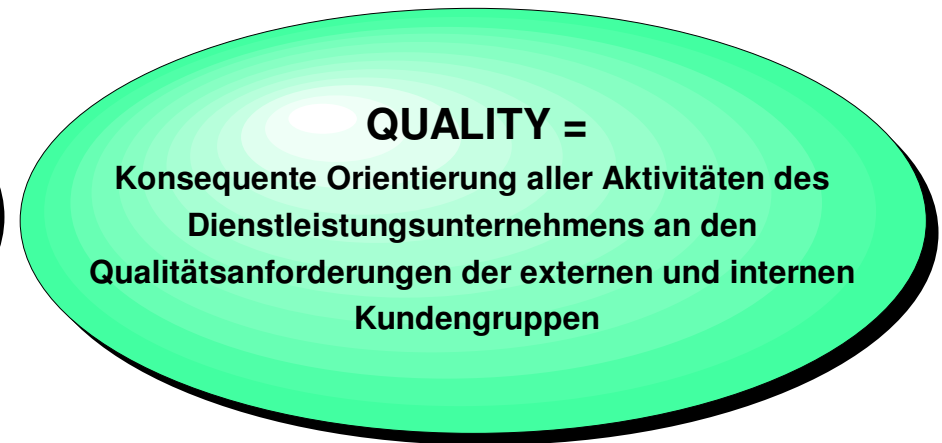 QUALITY =
Konsequente Orientierung aller Aktivitäten des
Dienstleistungsunternehmens an den
Qualitätsanforderungen der externen und internen
Kundengruppen